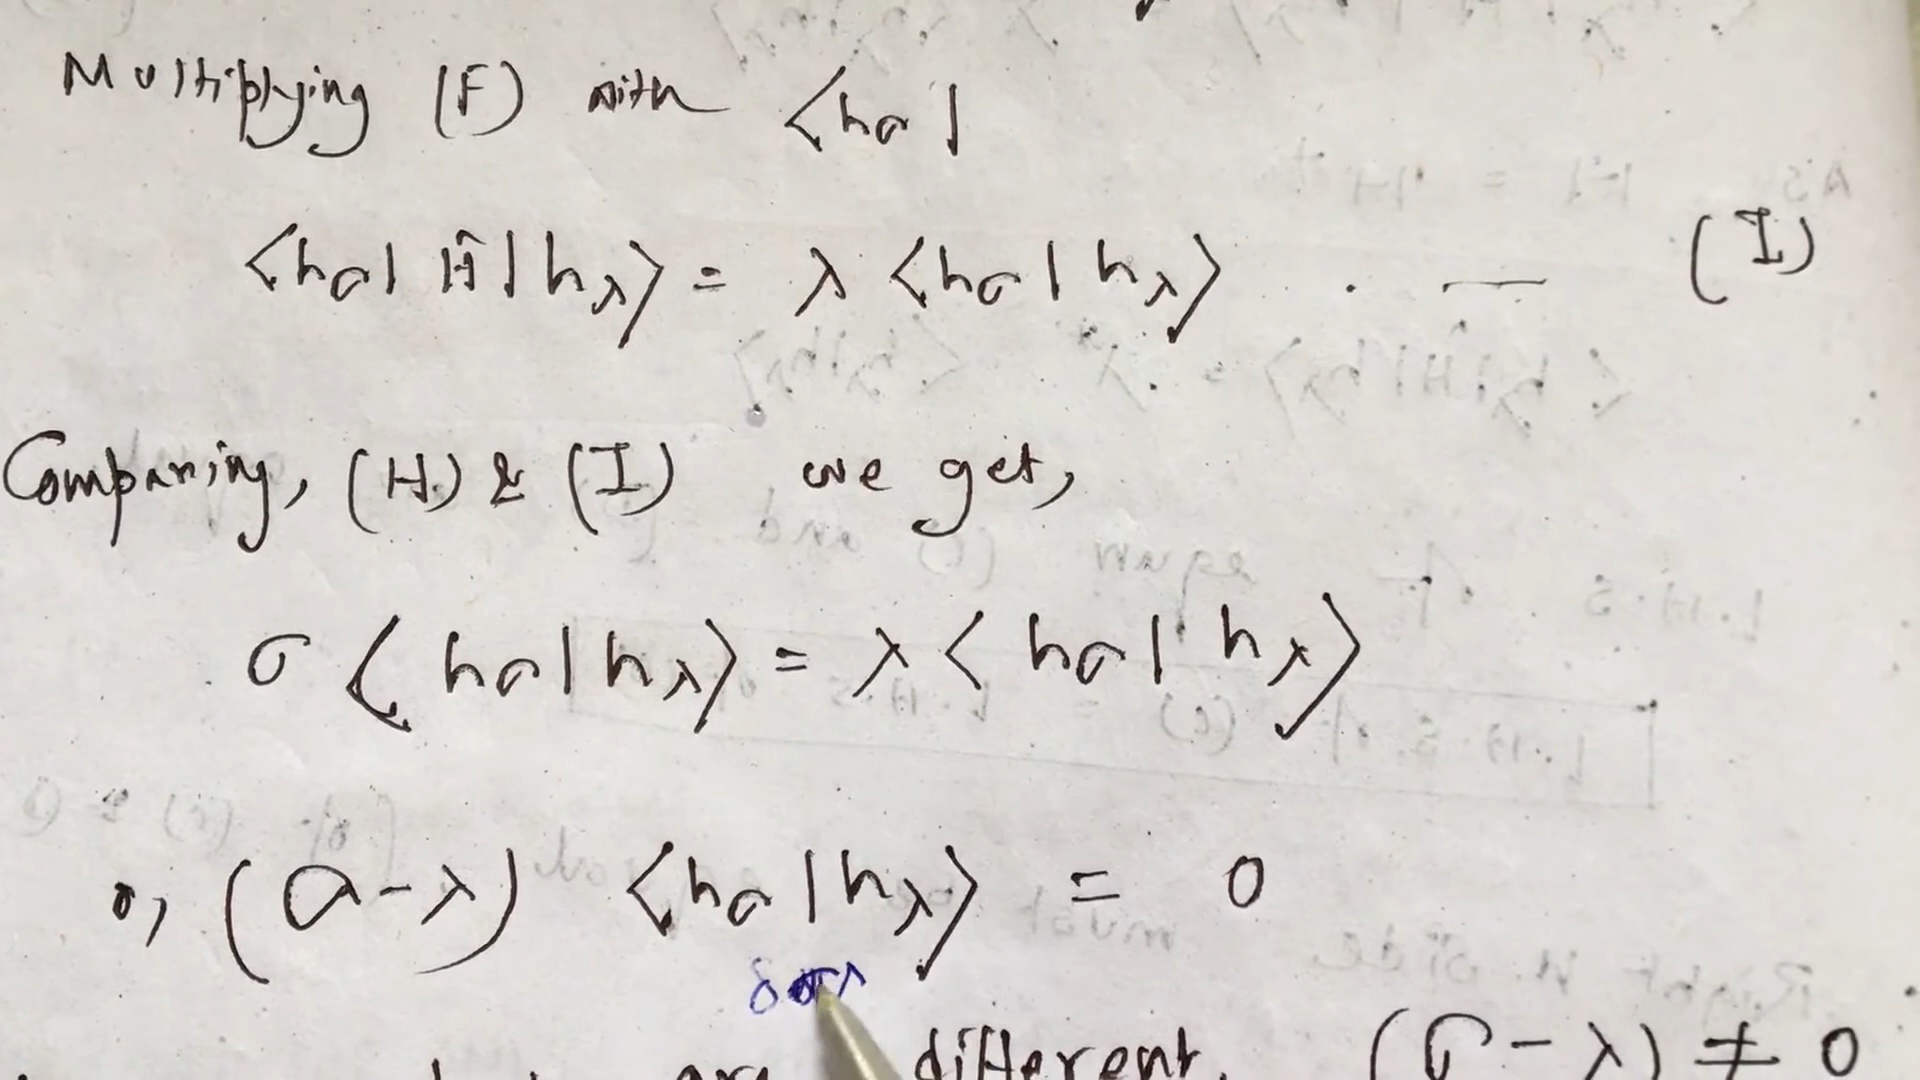 Multiplying (F) with ⟨hσ|
⟨hσ| Ĥ | hλ⟩ = λ ⟨hσ | hλ⟩ . — (I)
Comparing, (H) & (I) we get,
σ ⟨hσ | hλ⟩ = λ ⟨hσ | hλ⟩
or, (σ - λ) ⟨hσ | hλ⟩ = 0
δσλ
are different, (σ - λ) ≠ 0